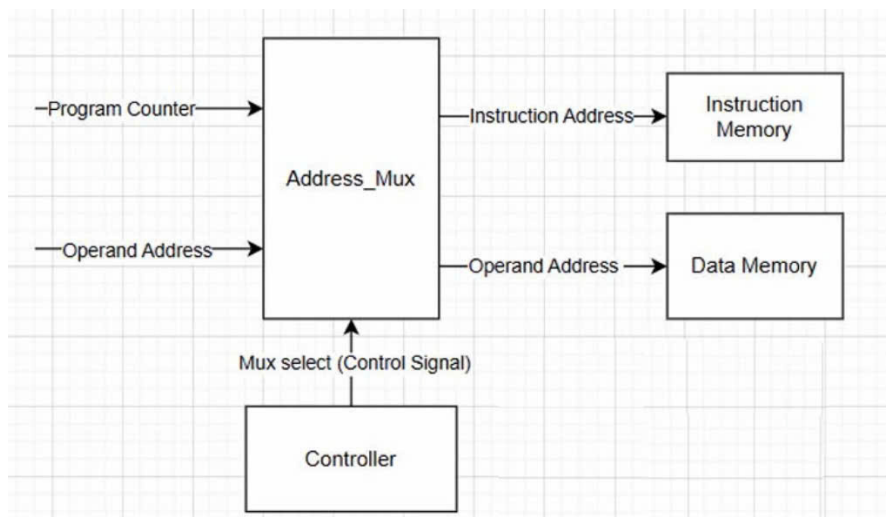 Program Counter
Instruction Address
Instruction
Memory
Address_Mux
Operand Address
Operand Address
Data Memory
Mux select (Control Signal)
Controller